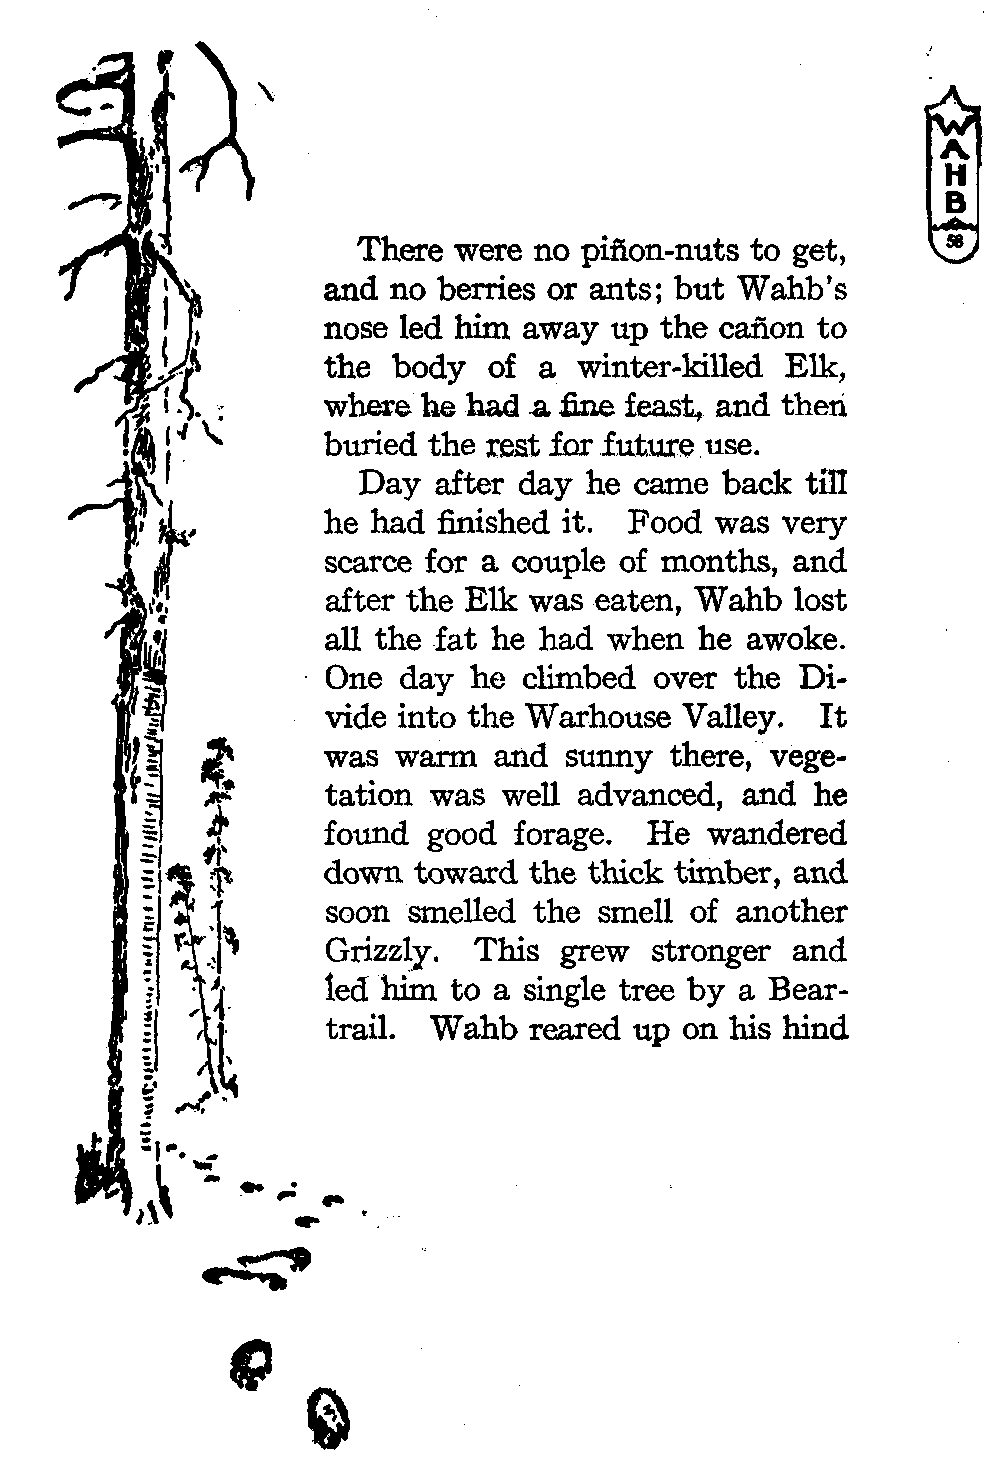 WAHB
58
There were no piñon-nuts to get,
and no berries or ants; but Wahb's
nose led him away up the cañon to
the body of a winter-killed Elk,
where he had a fine feast, and then
buried the rest for future use.
Day after day he came back till
he had finished it. Food was very
scarce for a couple of months, and
after the Elk was eaten, Wahb lost
all the fat he had when he awoke.
One day he climbed over the Di-
vide into the Warhouse Valley. It
was warm and sunny there, vege-
tation was well advanced, and he
found good forage. He wandered
down toward the thick timber, and
soon smelled the smell of another
Grizzly. This grew stronger and
led him to a single tree by a Bear-
trail. Wahb reared up on his hind